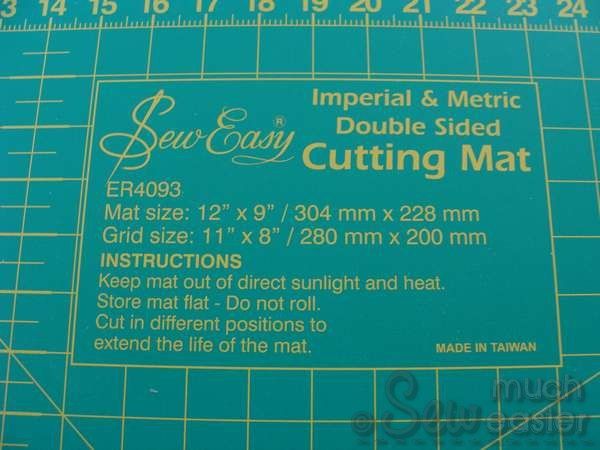 13 14 15 16 17 18 19 20 21 22 23 24
Sew Easy®
Imperial & Metric
Double Sided
Cutting Mat
ER4093
Mat size: 12” x 9” / 304 mm x 228 mm
Grid size: 11” x 8” / 280 mm x 200 mm
INSTRUCTIONS
Keep mat out of direct sunlight and heat.
Store mat flat - Do not roll.
Cut in different positions to
extend the life of the mat.
MADE IN TAIWAN
© Sew much
easier